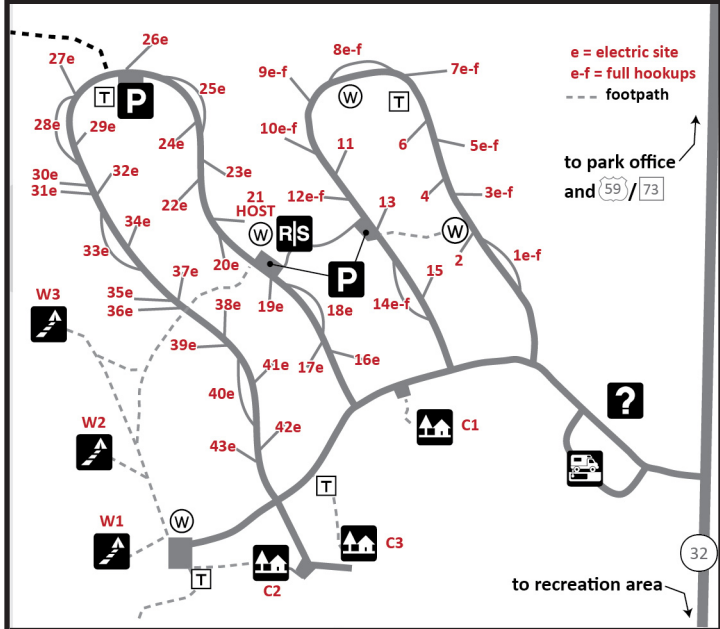 26e
8e-f
27e
9e-f
7e-f
e = electric site
e-f = full hookups
footpath
25e
T
P
W
T
28e
29e
10e-f
24e
11
6
5e-f
to park office
and 59 / 73
30e
31e
32e
23e
22e
21
HOST
12e-f
13
4
3e-f
34e
W
R|S
W
33e
20e
2
1e-f
37e
P
15
W3
35e
36e
38e
19e
18e
14e-f
39e
41e
17e
16e
40e
?
W2
42e
C1
43e
T
W1
W
C3
32
T
C2
to recreation area